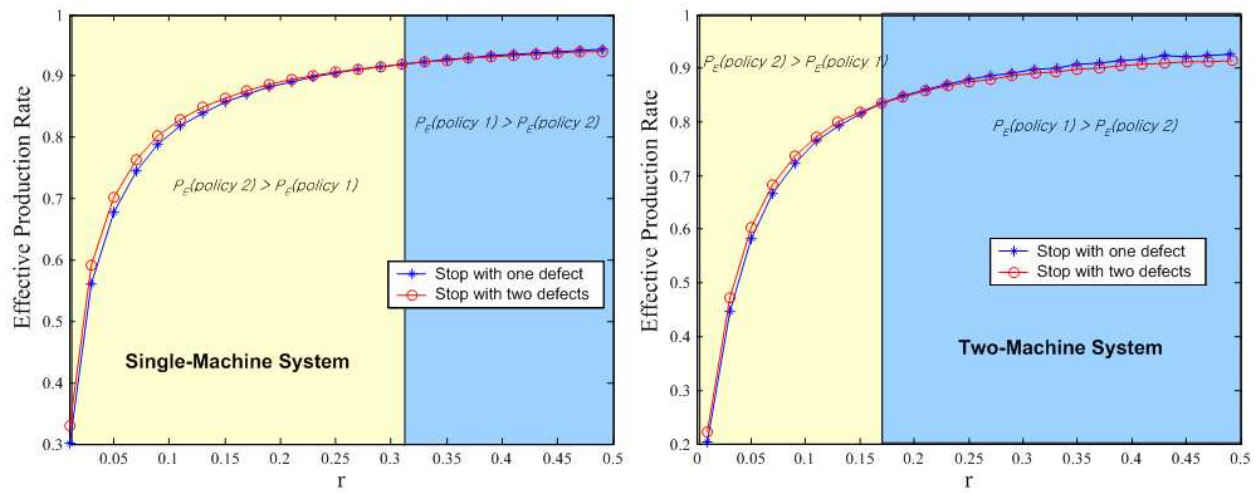 1
0.9
0.8
0.7
0.6
0.5
0.4
0.3
Effective Production Rate
P_E(policy 1) > P_E(policy 2)
P_E(policy 2) > P_E(policy 1)
Stop with one defect
Stop with two defects
Single-Machine System
0.05 0.1 0.15 0.2 0.25 0.3 0.35 0.4 0.45 0.5
r
1
0.9
0.8
0.7
0.6
0.5
0.4
0.3
0.2
Effective Production Rate
P_E(policy 2) > P_E(policy 1)
P_E(policy 1) > P_E(policy 2)
Stop with one defect
Stop with two defects
Two-Machine System
0 0.05 0.1 0.15 0.2 0.25 0.3 0.35 0.4 0.45 0.5
r